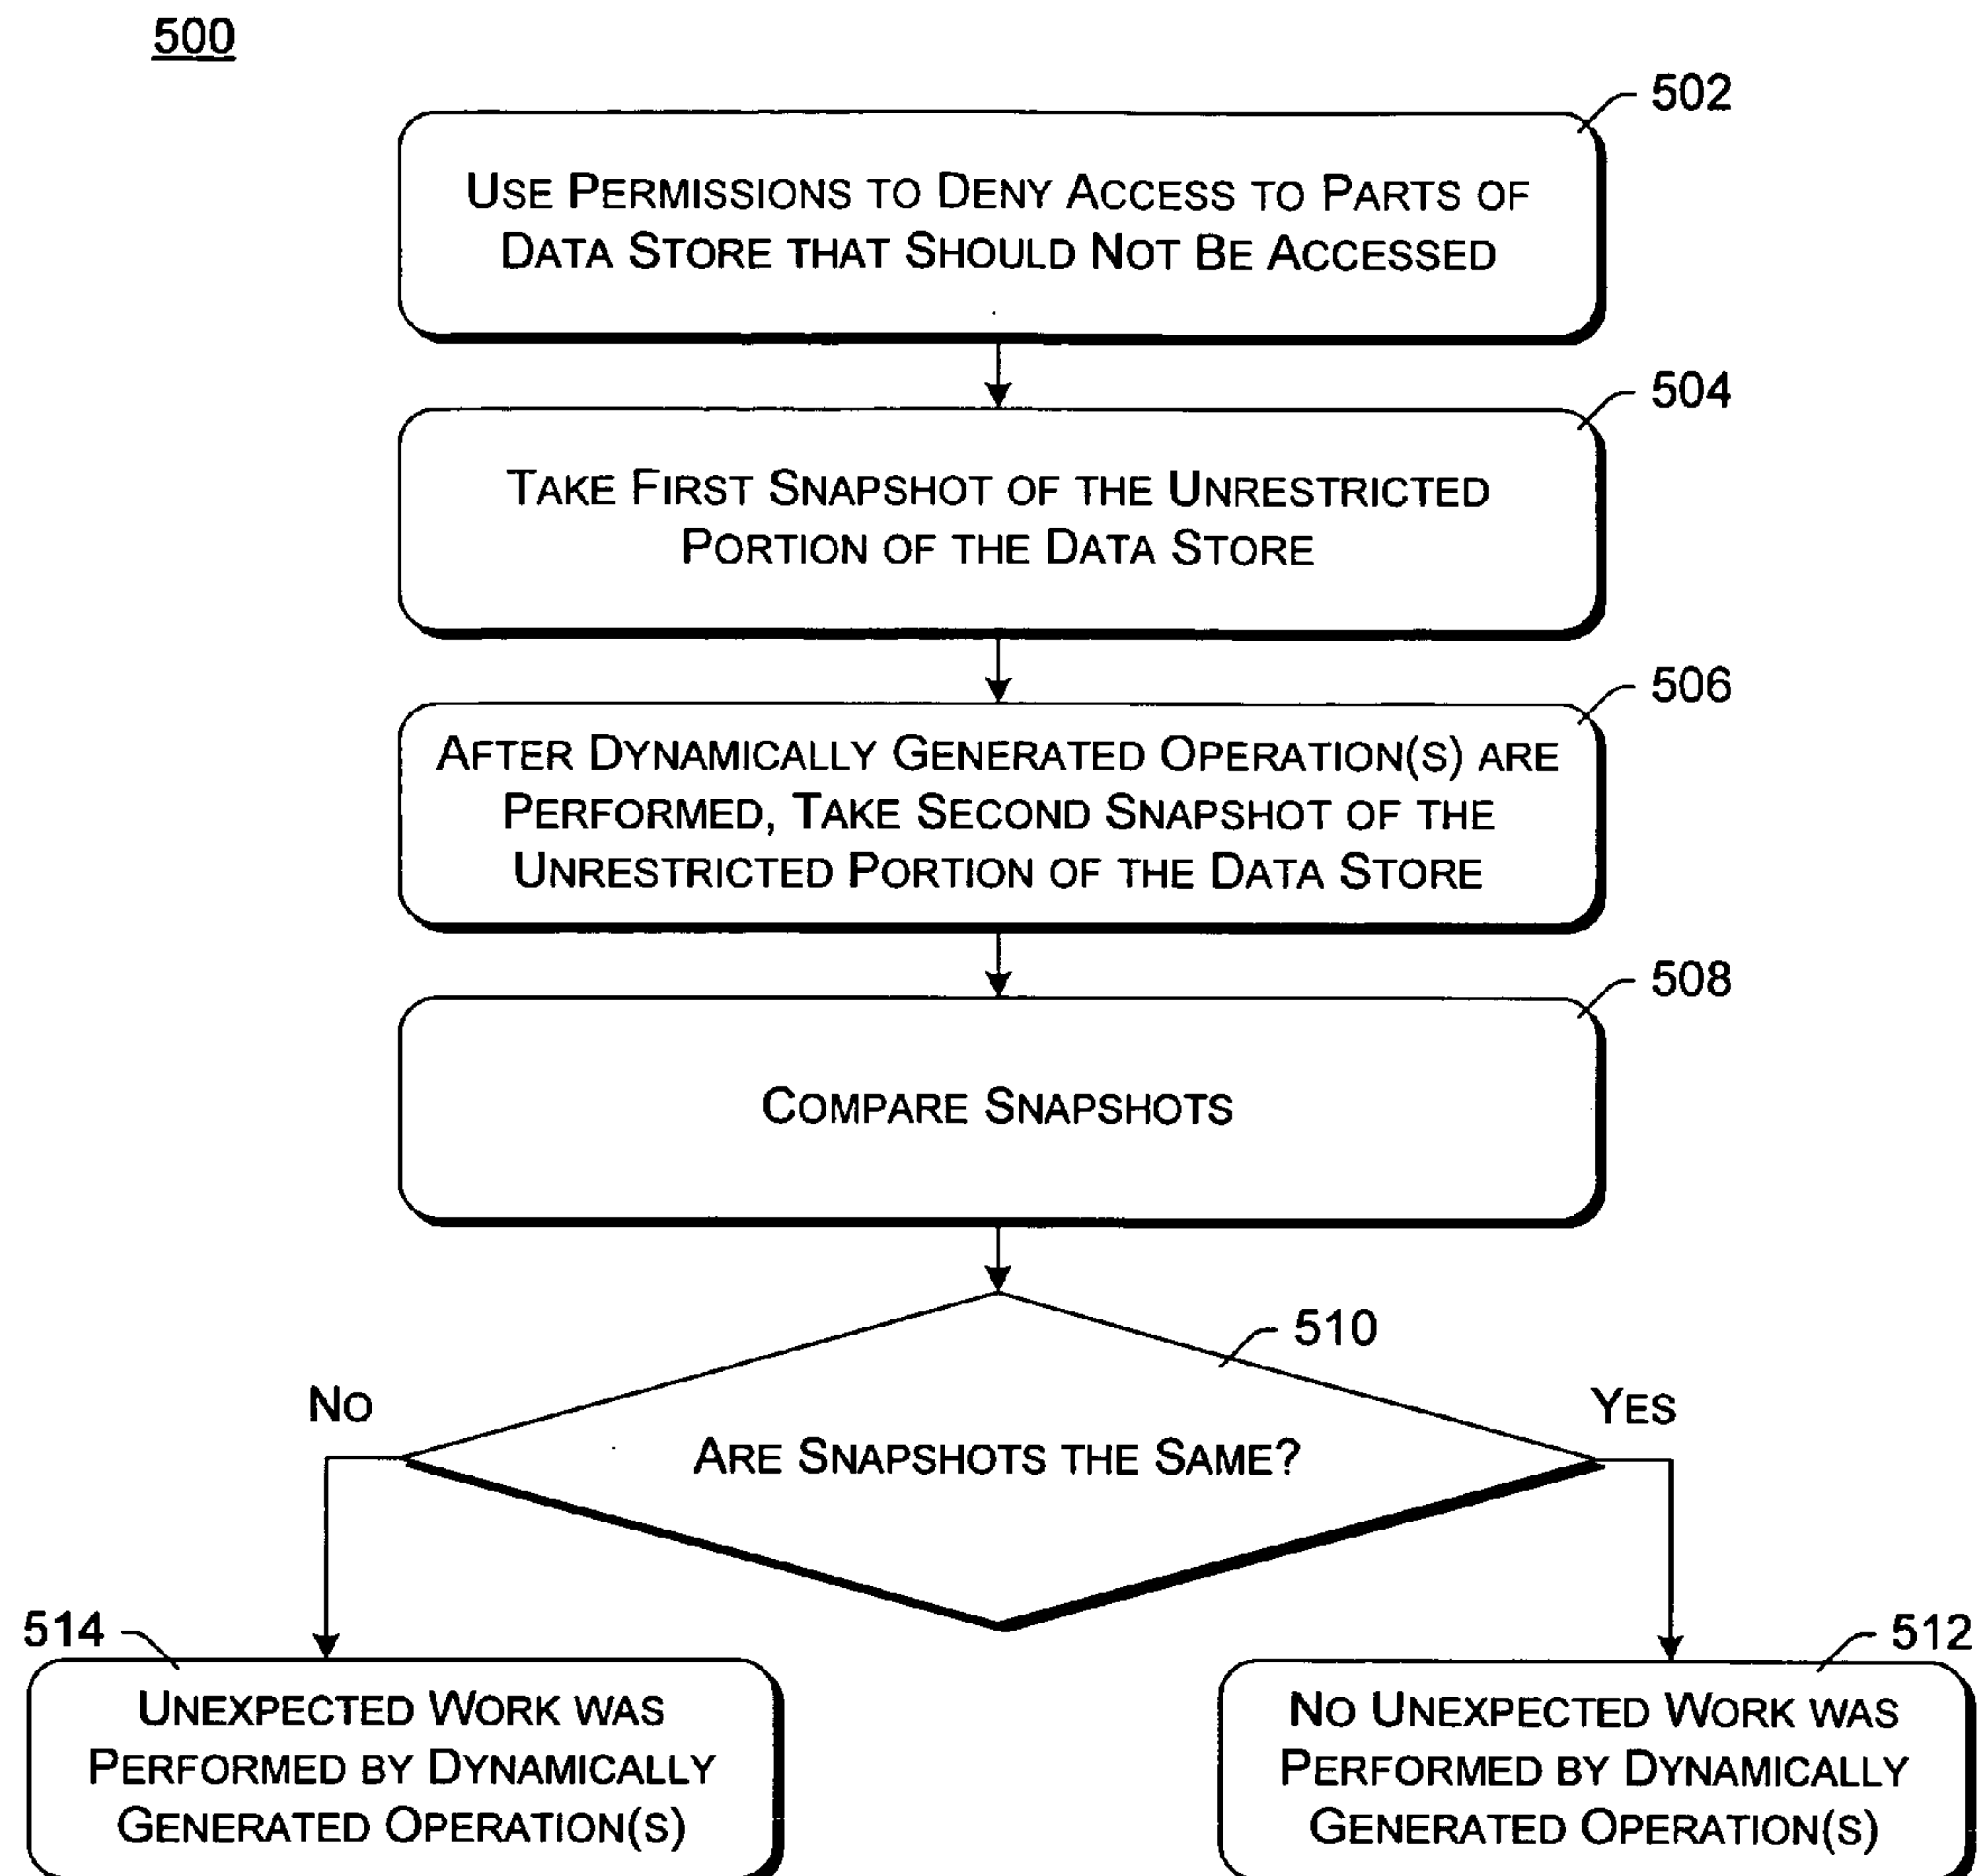 500
502
USE PERMISSIONS TO DENY ACCESS TO PARTS OF
DATA STORE THAT SHOULD NOT BE ACCESSED
504
TAKE FIRST SNAPSHOT OF THE UNRESTRICTED
PORTION OF THE DATA STORE
506
AFTER DYNAMICALLY GENERATED OPERATION(S) ARE
PERFORMED, TAKE SECOND SNAPSHOT OF THE
UNRESTRICTED PORTION OF THE DATA STORE
508
COMPARE SNAPSHOTS
510
NO
YES
ARE SNAPSHOTS THE SAME?
514
UNEXPECTED WORK WAS
PERFORMED BY DYNAMICALLY
GENERATED OPERATION(S)
512
NO UNEXPECTED WORK WAS
PERFORMED BY DYNAMICALLY
GENERATED OPERATION(S)